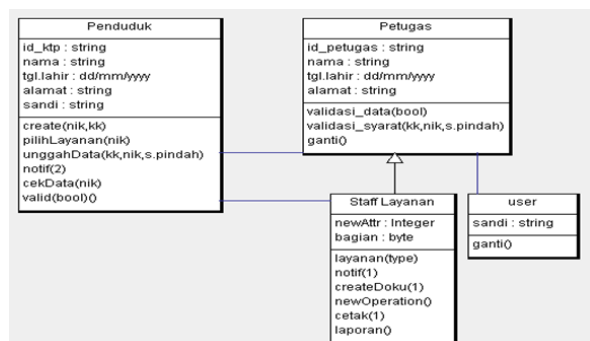 Penduduk
id_ktp : string
nama : string
tgl.lahir : dd/mm/yyyy
alamat : string
sandi : string
create(nik,kk)
pilihLayanan(nik)
unggahData(kk,nik,s.pindah)
notif(2)
cekData(nik)
valid(bool)()
Petugas
id_petugas : string
nama : string
tgl.lahir : dd/mm/yyyy
alamat : string
validasi_data(bool)
validasi_syarat(kk,nik,s.pindah)
ganti()
Staff Layanan
newAttr : Integer
bagian : byte
layanan(type)
notif(1)
createDoku(1)
newOperation()
cetak(1)
laporan()
user
sandi : string
ganti()